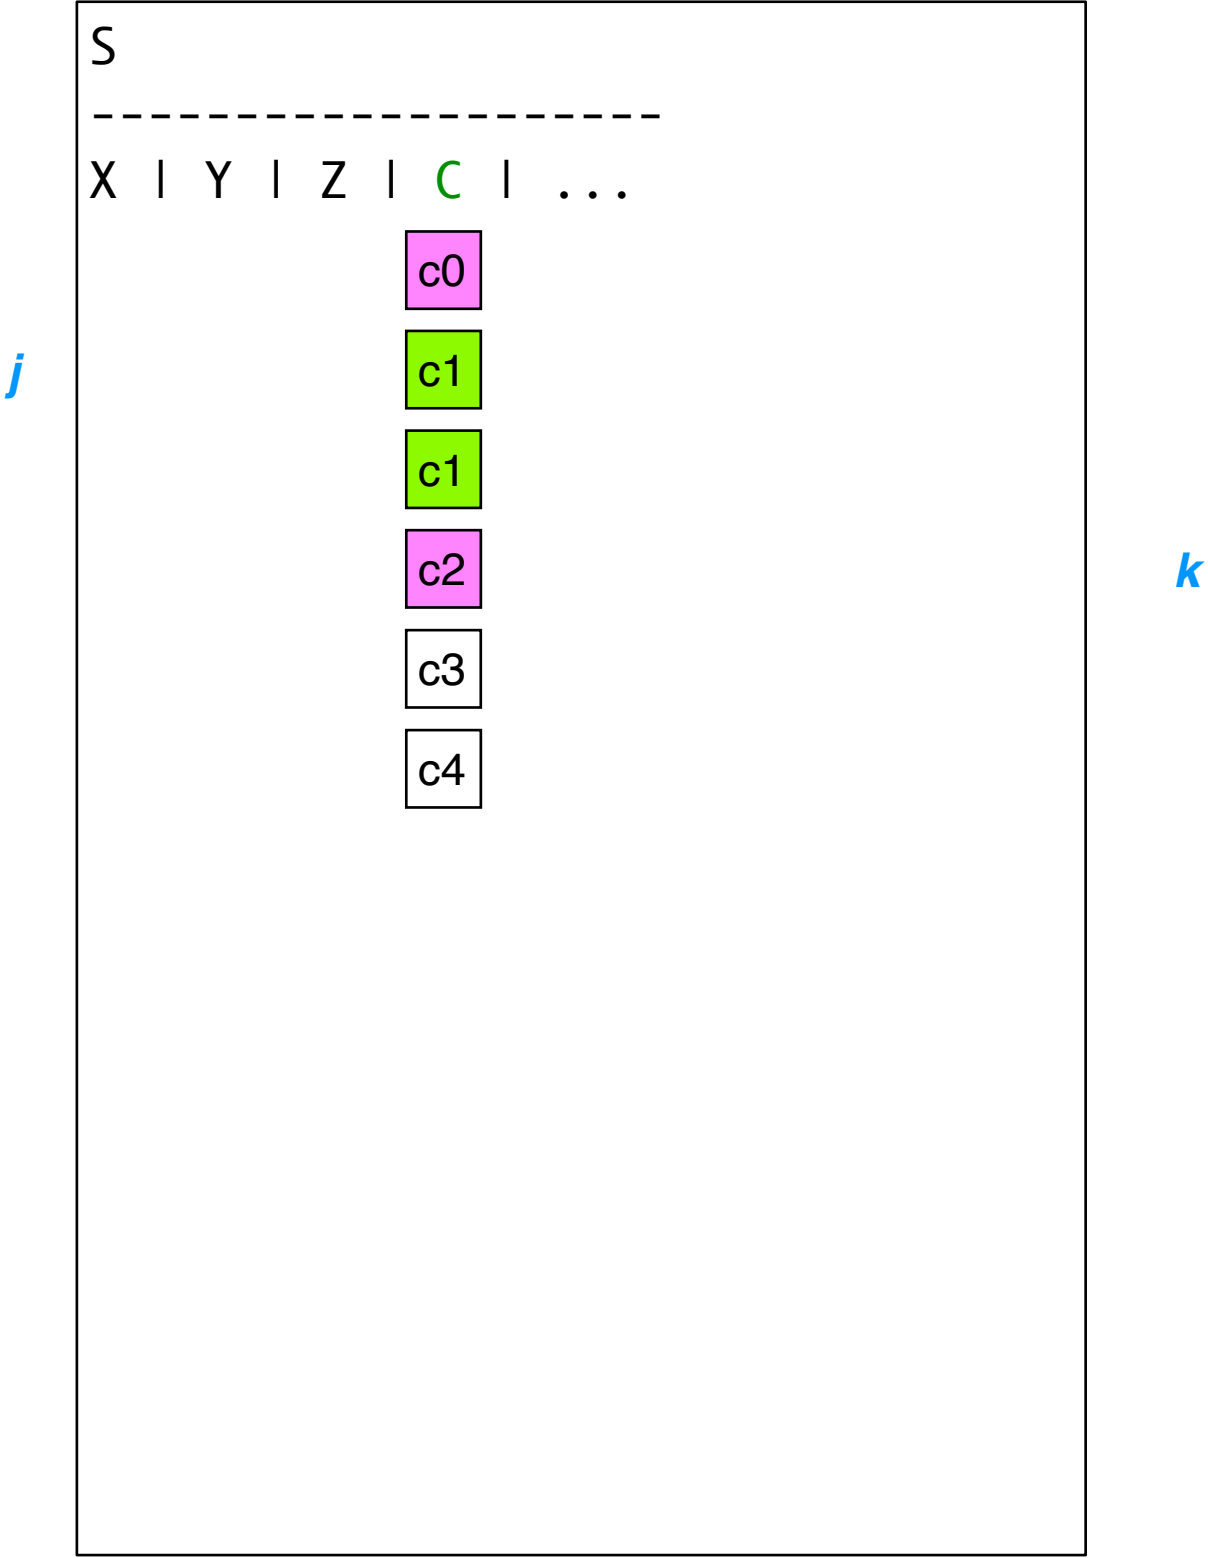 S
--------------------
X | Y | Z | C | ...
c0
j c1
c1
c2 k
c3
c4